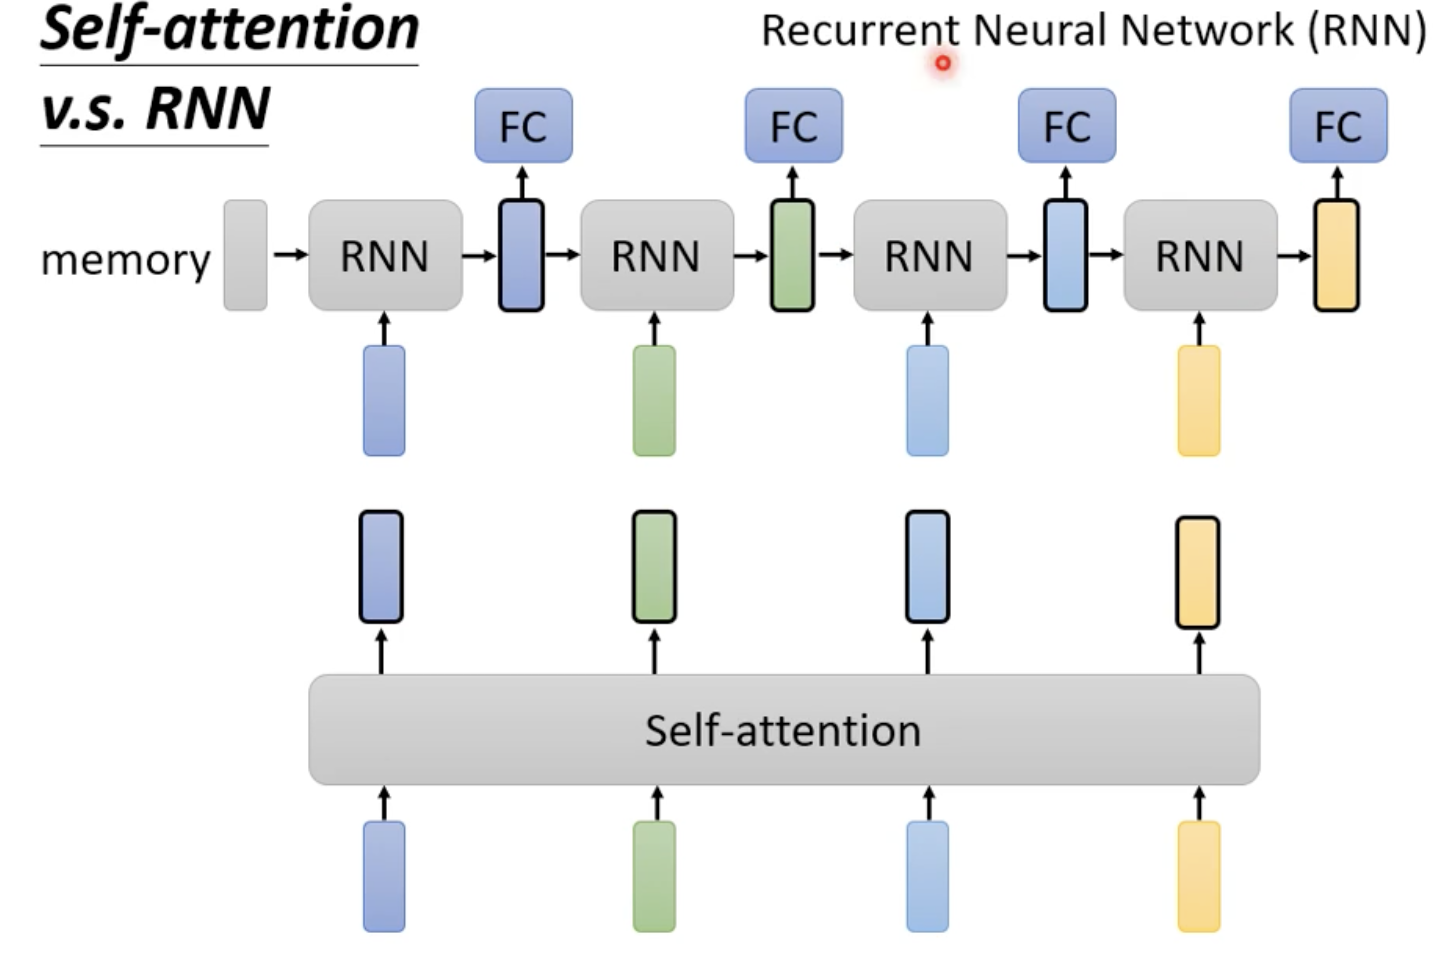 Self-attention
v.s. RNN
Recurrent Neural Network (RNN)
FC
FC
FC
FC
memory
RNN
RNN
RNN
RNN
Self-attention